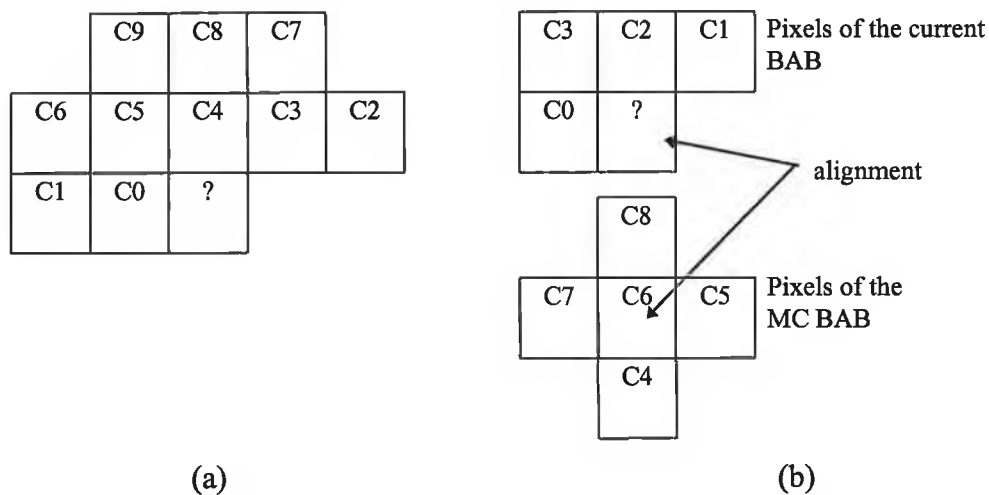 C9 C8 C7
C6 C5 C4 C3 C2
C1 C0 ?
(a)
C3 C2 C1
Pixels of the current
BAB
C0 ?
alignment
C8
C7 C6 C5
Pixels of the
MC BAB
C4
(b)